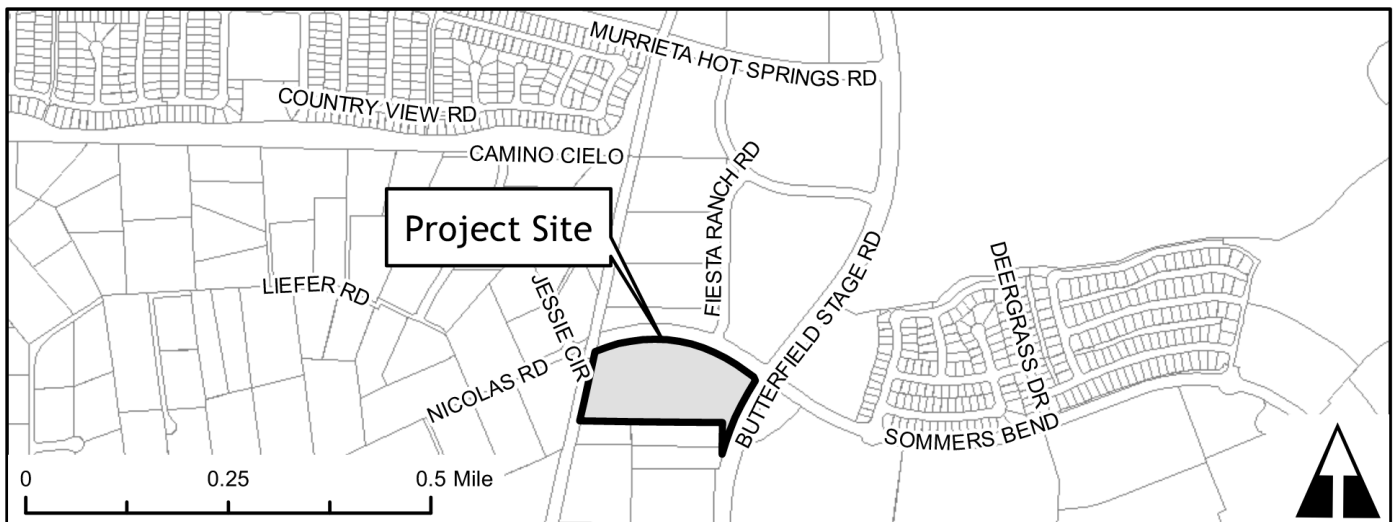 MURRIETA HOT SPRINGS RD
COUNTRY VIEW RD
CAMINO CIELO
Project Site
FIESTA RANCH RD
BUTTERFIELD STAGE RD
DEERGRASS DR
LIEFER RD
JESSIE CIR
NICOLAS RD
SOMMERS BEND
0 0.25 0.5 Mile